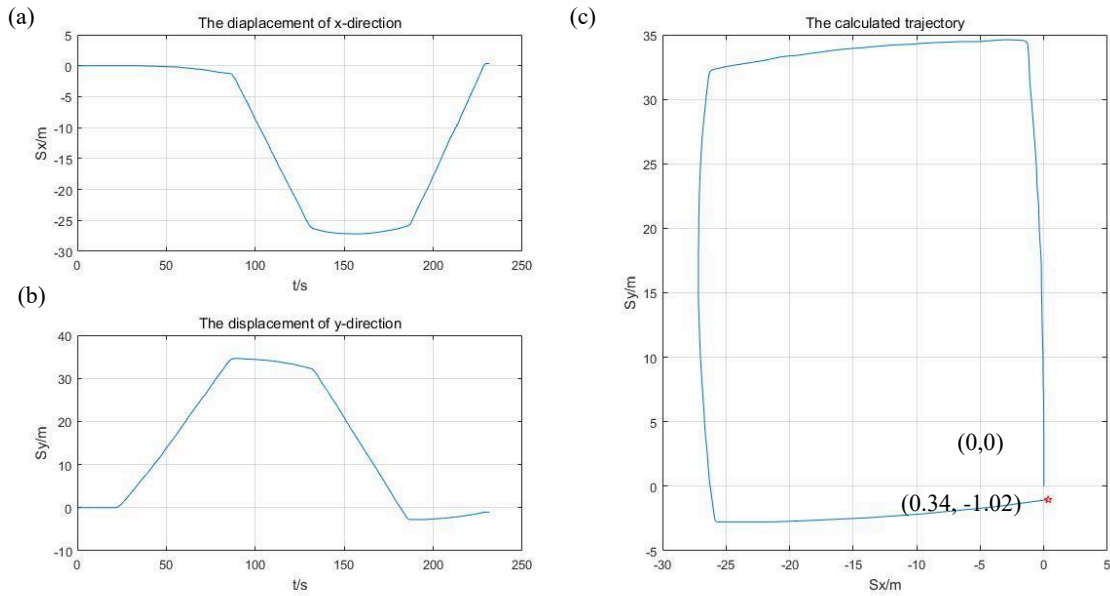 (a)
The diaplacement of x-direction
5
0
-5
-10
-15
-20
-25
-30
Sx/m
0 50 100 150 200 250
t/s
(b)
The displacement of y-direction
40
30
20
10
0
-10
Sy/m
0 50 100 150 200 250
t/s
(c)
The calculated trajectory
35
30
25
20
15
10
5
0
-5
Sy/m
(0,0)
(0.34, -1.02)
-30 -25 -20 -15 -10 -5 0 5
Sx/m